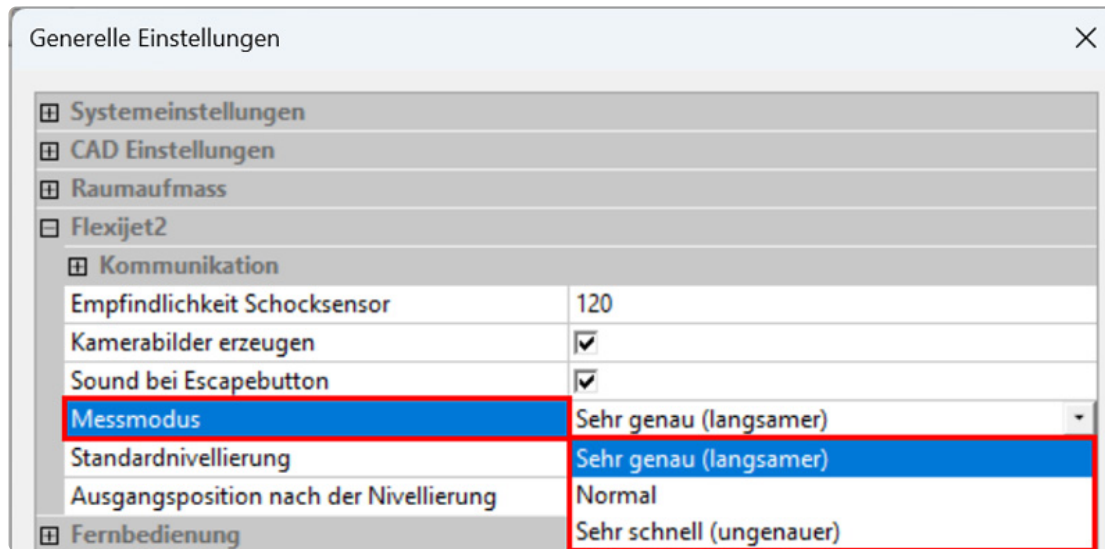 Generelle Einstellungen
Systemeinstellungen
CAD Einstellungen
Raumaufmass
Flexijet2
Kommunikation
Empfindlichkeit Schocksensor 120
Kamerabilder erzeugen
Sound bei Escapebutton
Messmodus Sehr genau (langsamer)
Standardnivellierung Sehr genau (langsamer)
Ausgangsposition nach der Nivellierung Normal
Fernbedienung Sehr schnell (ungenauer)